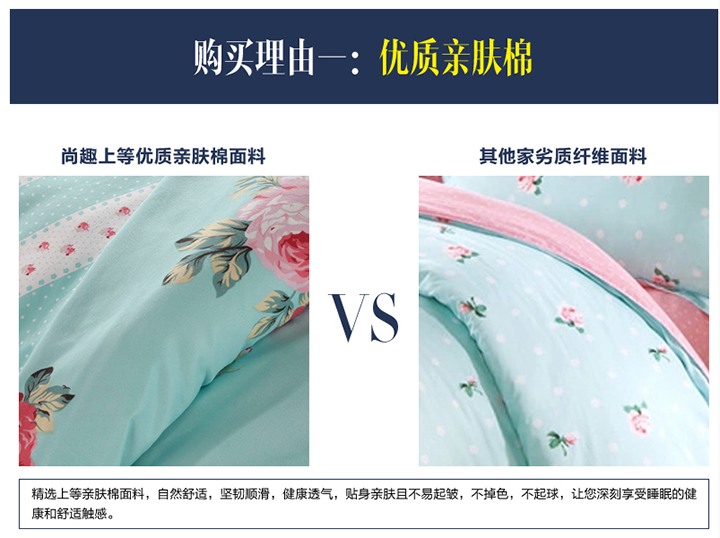 购买理由一：优质亲肤棉
尚趣上等优质亲肤棉面料
其他家劣质纤维面料
VS
精选上等亲肤棉面料，自然舒适，坚韧顺滑，健康透气，贴身亲肤且不易起皱，不掉色，不起球，让您深刻享受睡眠的健
康和舒适触感。